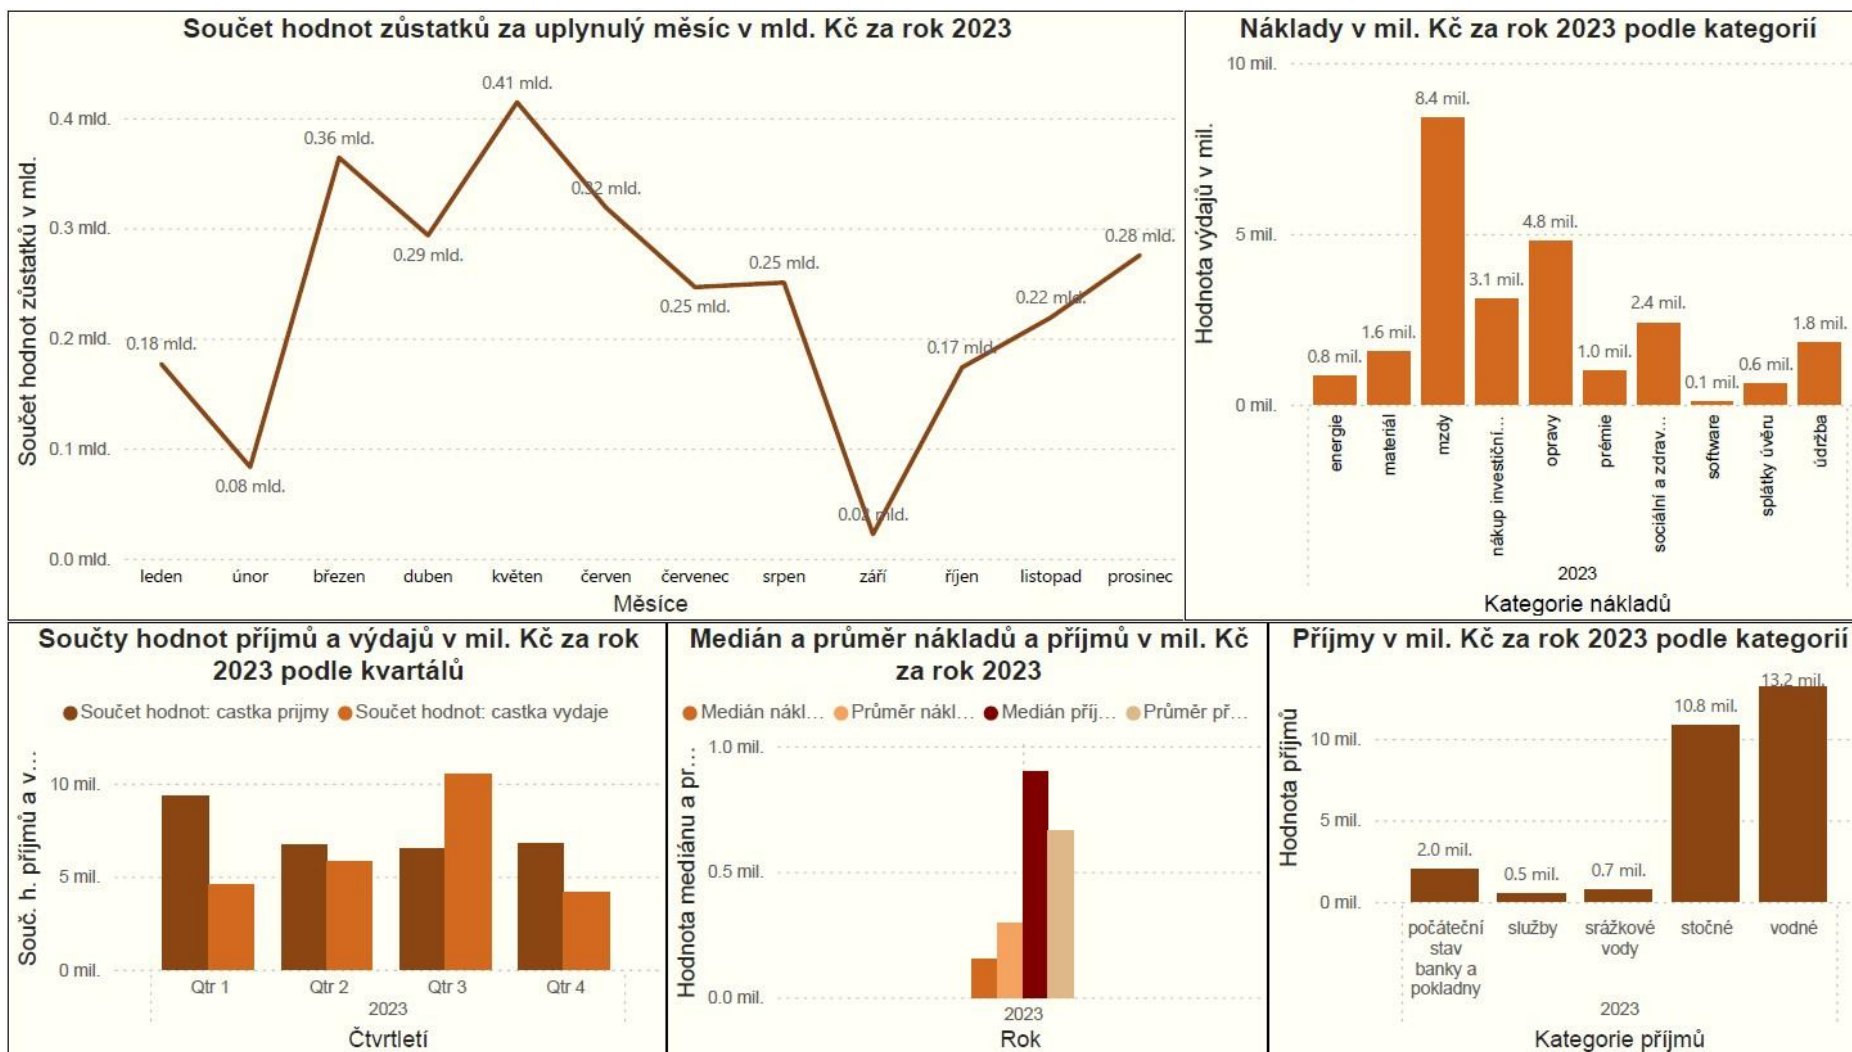 Součet hodnot zůstatků za uplynulý měsíc v mld. Kč za rok 2023
Součet hodnot zůstatků v mld.
0.4 mld.
0.3 mld.
0.2 mld.
0.1 mld.
0.0 mld.
0.18 mld.
0.08 mld.
0.36 mld.
0.29 mld.
0.41 mld.
0.32 mld.
0.25 mld.
0.25 mld.
0.02 mld.
0.17 mld.
0.22 mld.
0.28 mld.
leden únor březen duben květen červen červenec srpen září říjen listopad prosinec
Měsíce
Náklady v mil. Kč za rok 2023 podle kategorií
Hodnota výdajů v mil.
10 mil.
5 mil.
0 mil.
0.8 mil.
1.6 mil.
8.4 mil.
3.1 mil.
4.8 mil.
1.0 mil.
2.4 mil.
0.1 mil.
0.6 mil.
1.8 mil.
energie
materiál
mzdy
nákup investiční…
opravy
prémie
sociální a zdrav…
software
splátky úvěru
údržba
2023
Kategorie nákladů
Součty hodnot příjmů a výdajů v mil. Kč za rok
2023 podle kvartálů
Součet hodnot: castka prijmy Součet hodnot: castka vydaje
Souč. h. příjmů a v…
10 mil.
5 mil.
0 mil.
Qtr 1 Qtr 2 Qtr 3 Qtr 4
2023
Čtvrtletí
Medián a průměr nákladů a příjmů v mil. Kč
za rok 2023
Medián nákl… Průměr nákl… Medián příj… Průměr př…
Hodnota mediánu a pr…
1.0 mil.
0.5 mil.
0.0 mil.
2023
Rok
Příjmy v mil. Kč za rok 2023 podle kategorií
Hodnota příjmů
10 mil.
5 mil.
0 mil.
2.0 mil.
0.5 mil.
0.7 mil.
10.8 mil.
13.2 mil.
počáteční
stav
banky a
pokladny
služby
srážkové
vody
stočné
vodné
2023
Kategorie příjmů